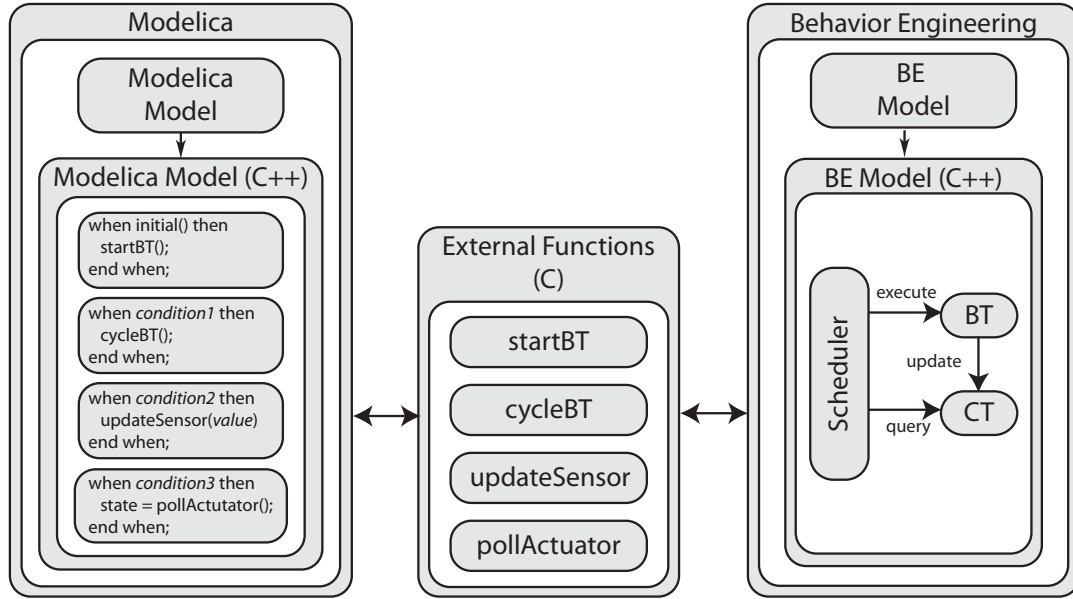 Modelica
Modelica
Model
Modelica Model (C++)
when initial() then
startBT();
end when;
when condition1 then
cycleBT();
end when;
when condition2 then
updateSensor(value)
end when;
when condition3 then
state = pollActutator();
end when;
External Functions
(C)
startBT
cycleBT
updateSensor
pollActuator
Behavior Engineering
BE
Model
BE Model (C++)
Scheduler
execute
BT
update
query
CT